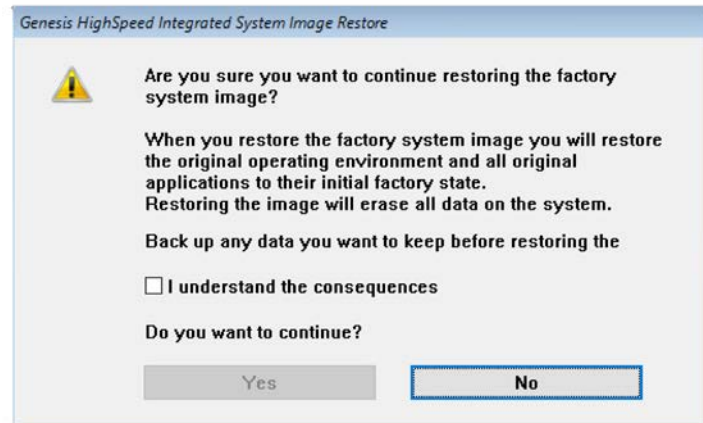 Genesis HighSpeed Integrated System Image Restore
Are you sure you want to continue restoring the factory
system image?
When you restore the factory system image you will restore
the original operating environment and all original
applications to their initial factory state.
Restoring the image will erase all data on the system.
Back up any data you want to keep before restoring the
I understand the consequences
Do you want to continue?
Yes
No